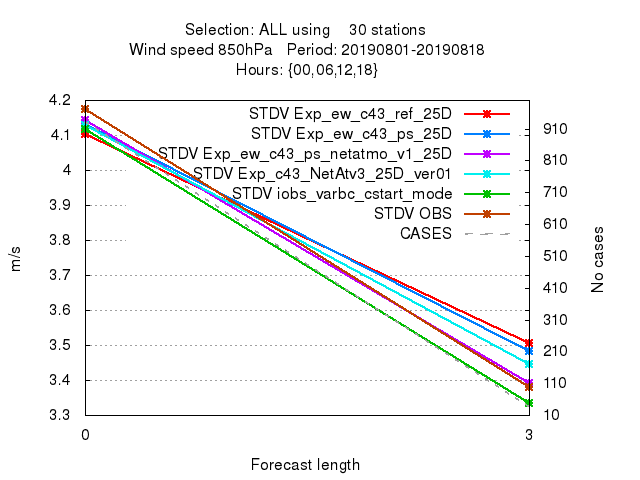 Selection: ALL using 30 stations
Wind speed 850hPa Period: 20190801-20190818
Hours: {00,06,12,18}
STDV Exp_ew_c43_ref_25D
STDV Exp_ew_c43_ps_25D
STDV Exp_ew_c43_ps_netatmo_v1_25D
STDV Exp_c43_NetAtv3_25D_ver01
STDV iobs_varbc_cstart_mode
STDV OBS
CASES
4.2
4.1
4
3.9
3.8
3.7
3.6
3.5
3.4
3.3
m/s
910
810
710
610
510
410
310
210
110
10
No cases
0 3
Forecast length